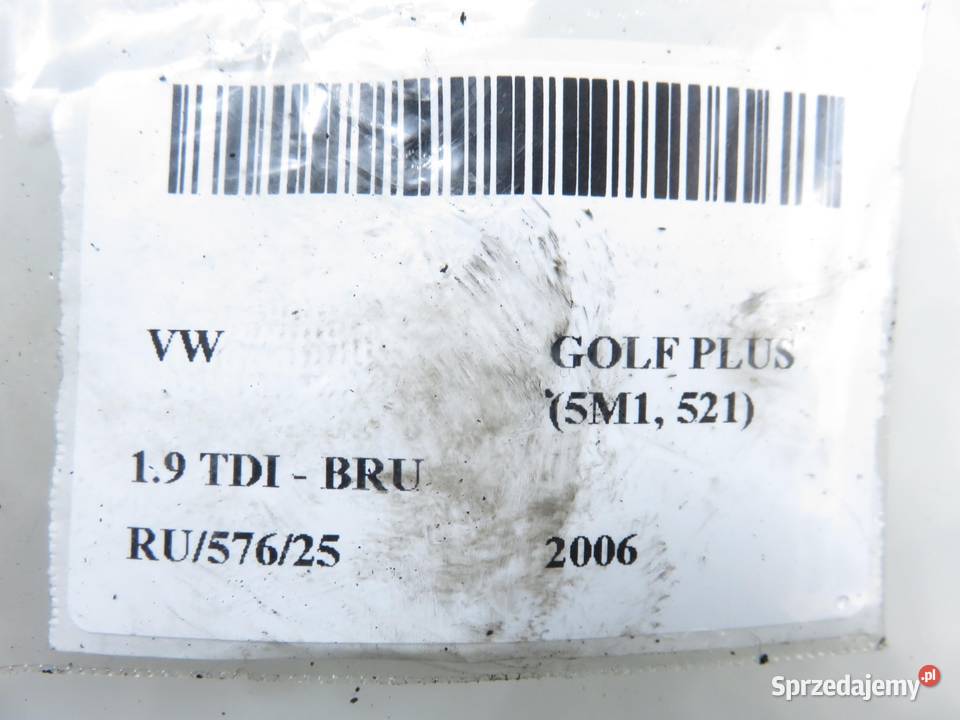 VW
GOLF PLUS
(5M1, 521)
1.9 TDI - BRU
RU/576/25
2006
Sprzedajemy.pl